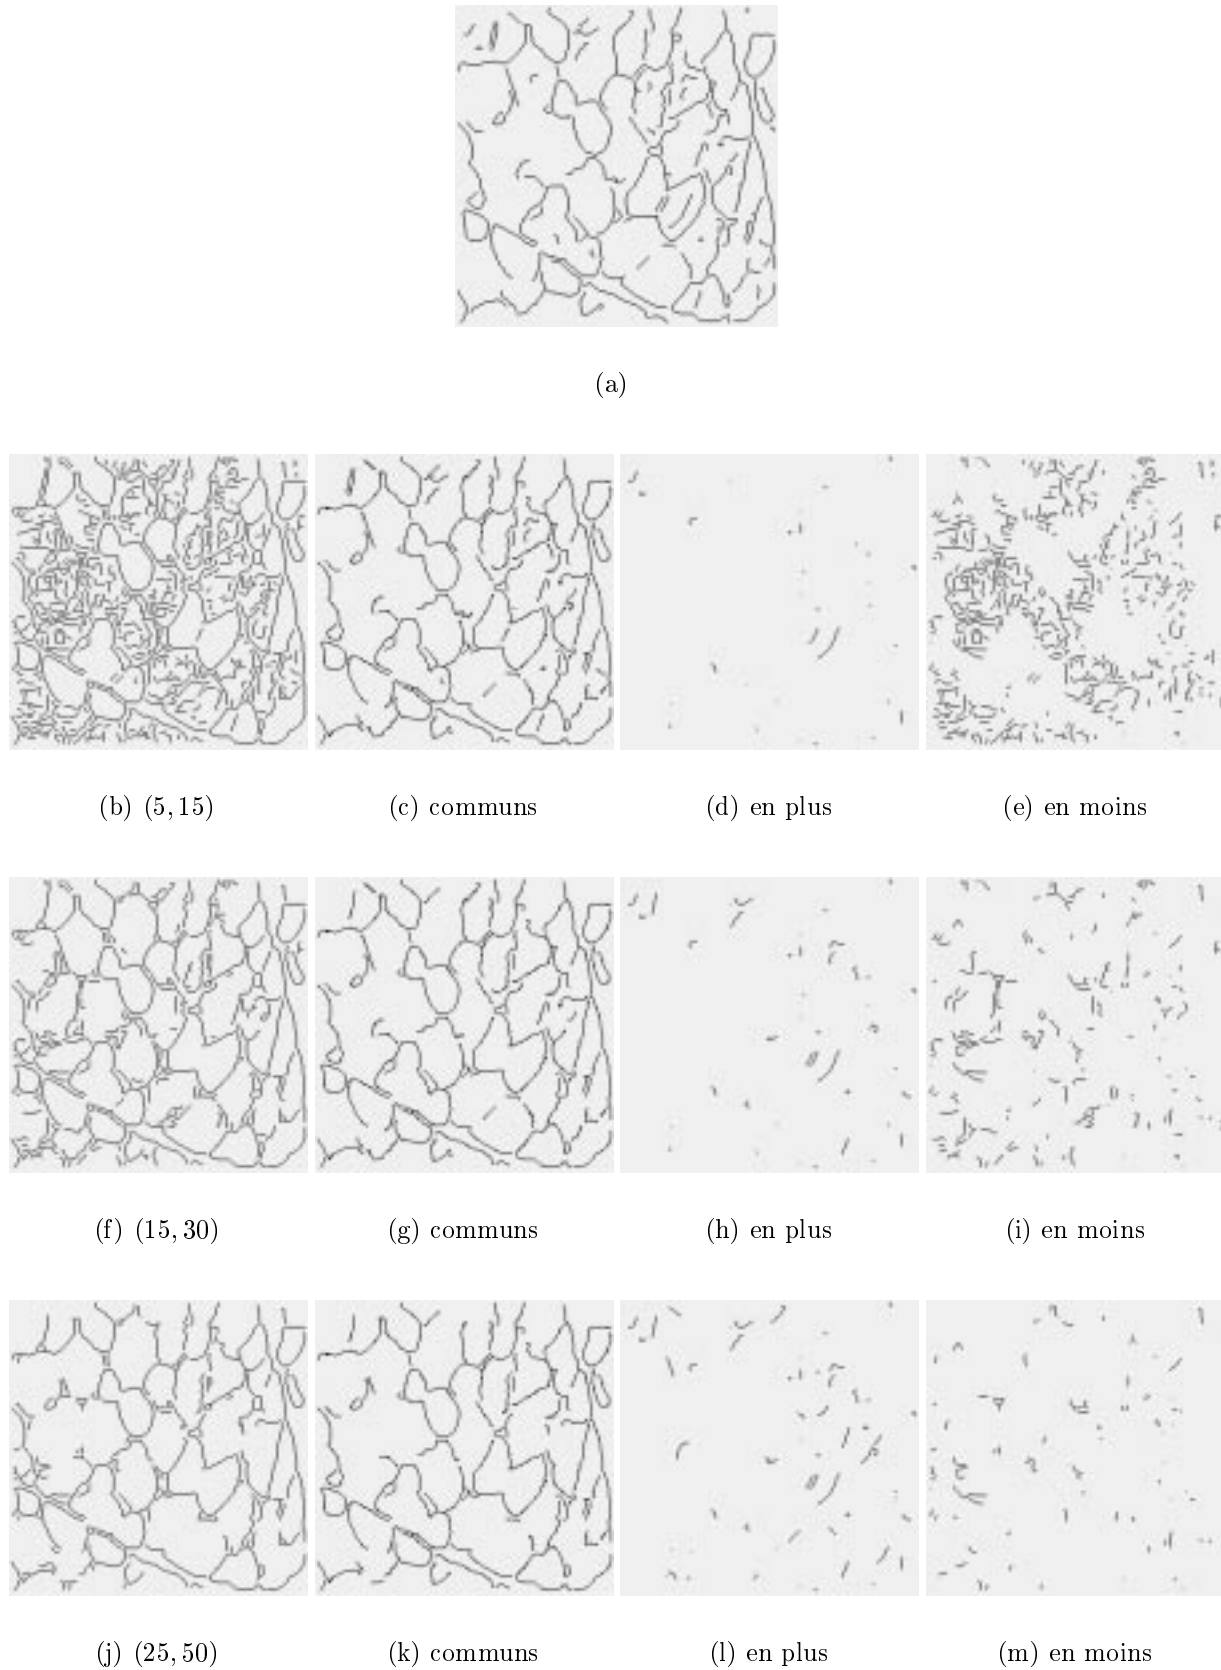 (a)
(b) (5, 15) (c) communs (d) en plus (e) en moins
(f) (15, 30) (g) communs (h) en plus (i) en moins
(j) (25, 50) (k) communs (l) en plus (m) en moins